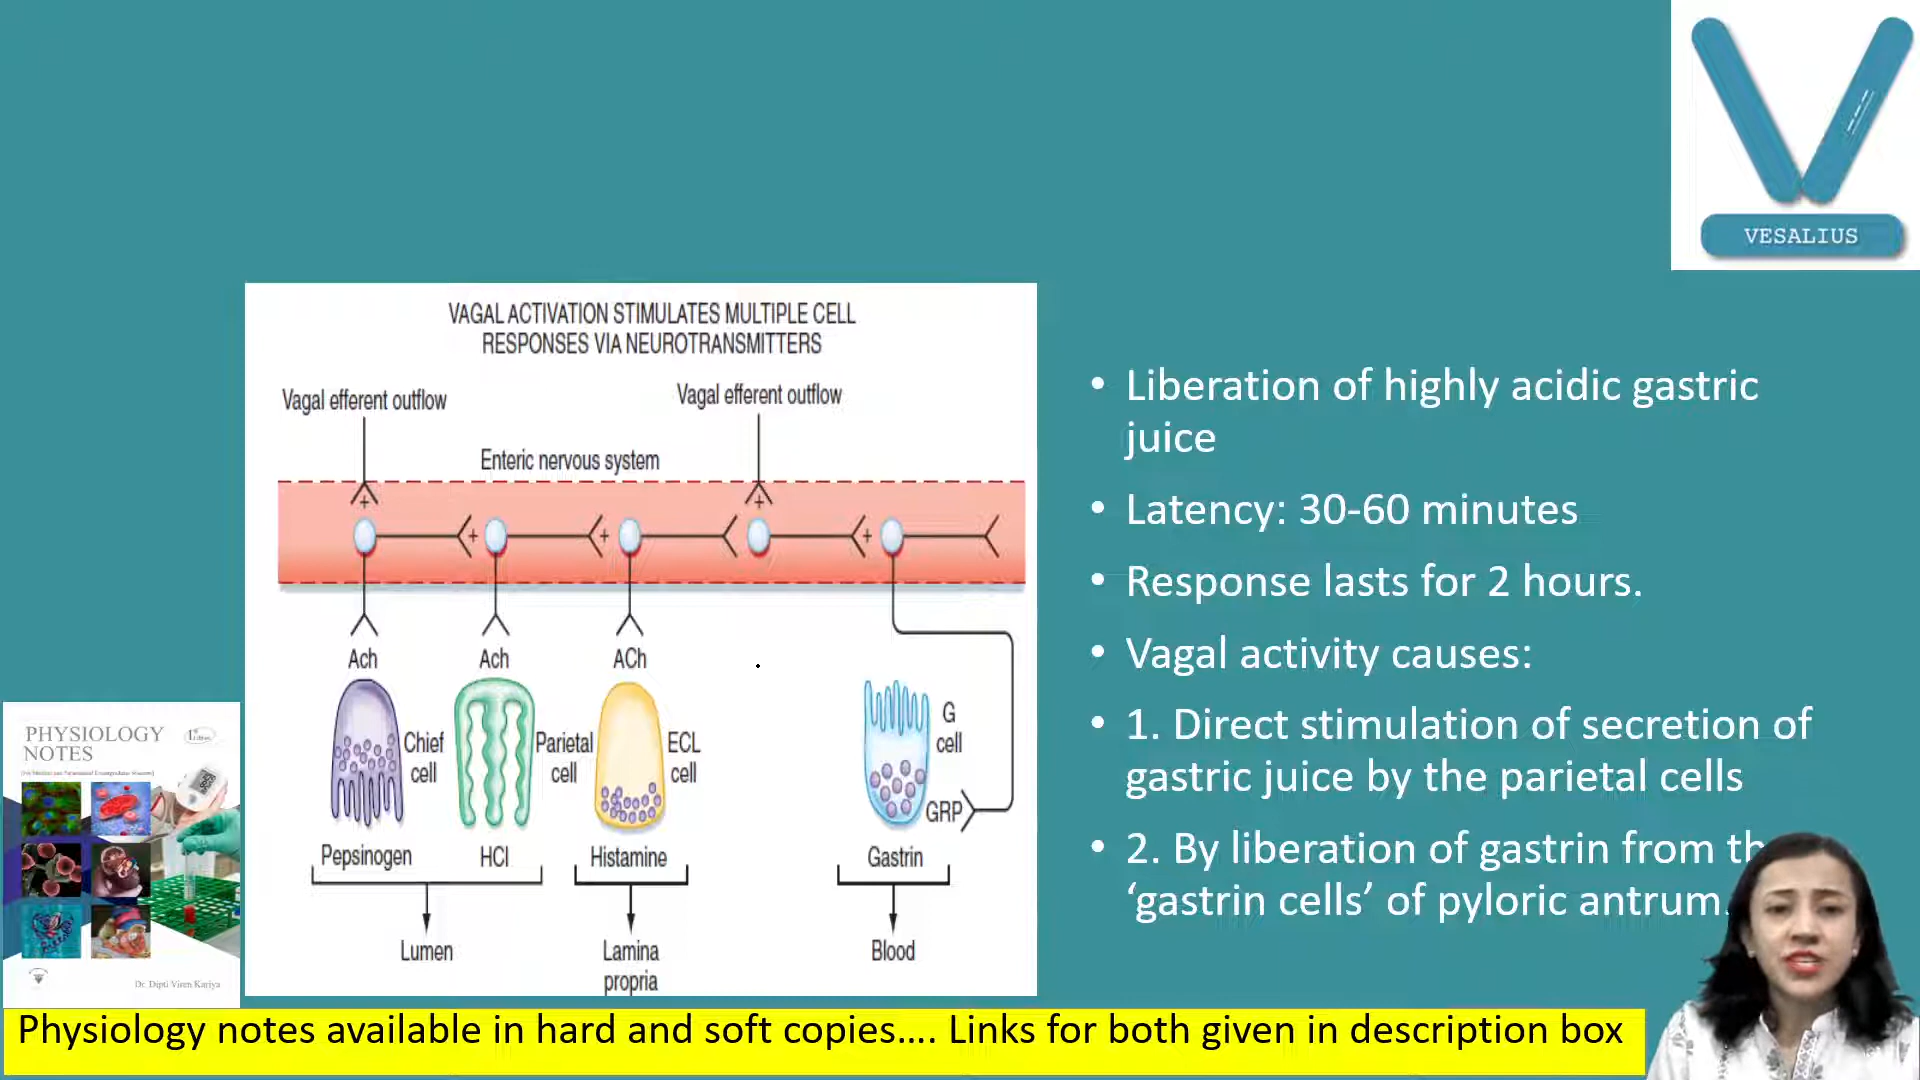 VESALIUS
VAGAL ACTIVATION STIMULATES MULTIPLE CELL
RESPONSES VIA NEUROTRANSMITTERS
Vagal efferent outflow
Vagal efferent outflow
Enteric nervous system
+ + + + +
Ach Ach ACh
Chief
cell
Parietal
cell
ECL
cell
G
cell
GRP
Pepsinogen HCl Histamine Gastrin
Lumen
Lamina
propria
Blood
• Liberation of highly acidic gastric
juice
• Latency: 30-60 minutes
• Response lasts for 2 hours.
• Vagal activity causes:
• 1. Direct stimulation of secretion of
gastric juice by the parietal cells
• 2. By liberation of gastrin from th
‘gastrin cells’ of pyloric antrum.
PHYSIOLOGY
NOTES
Dr. Dipti Viren Kariya
Physiology notes available in hard and soft copies.... Links for both given in description box